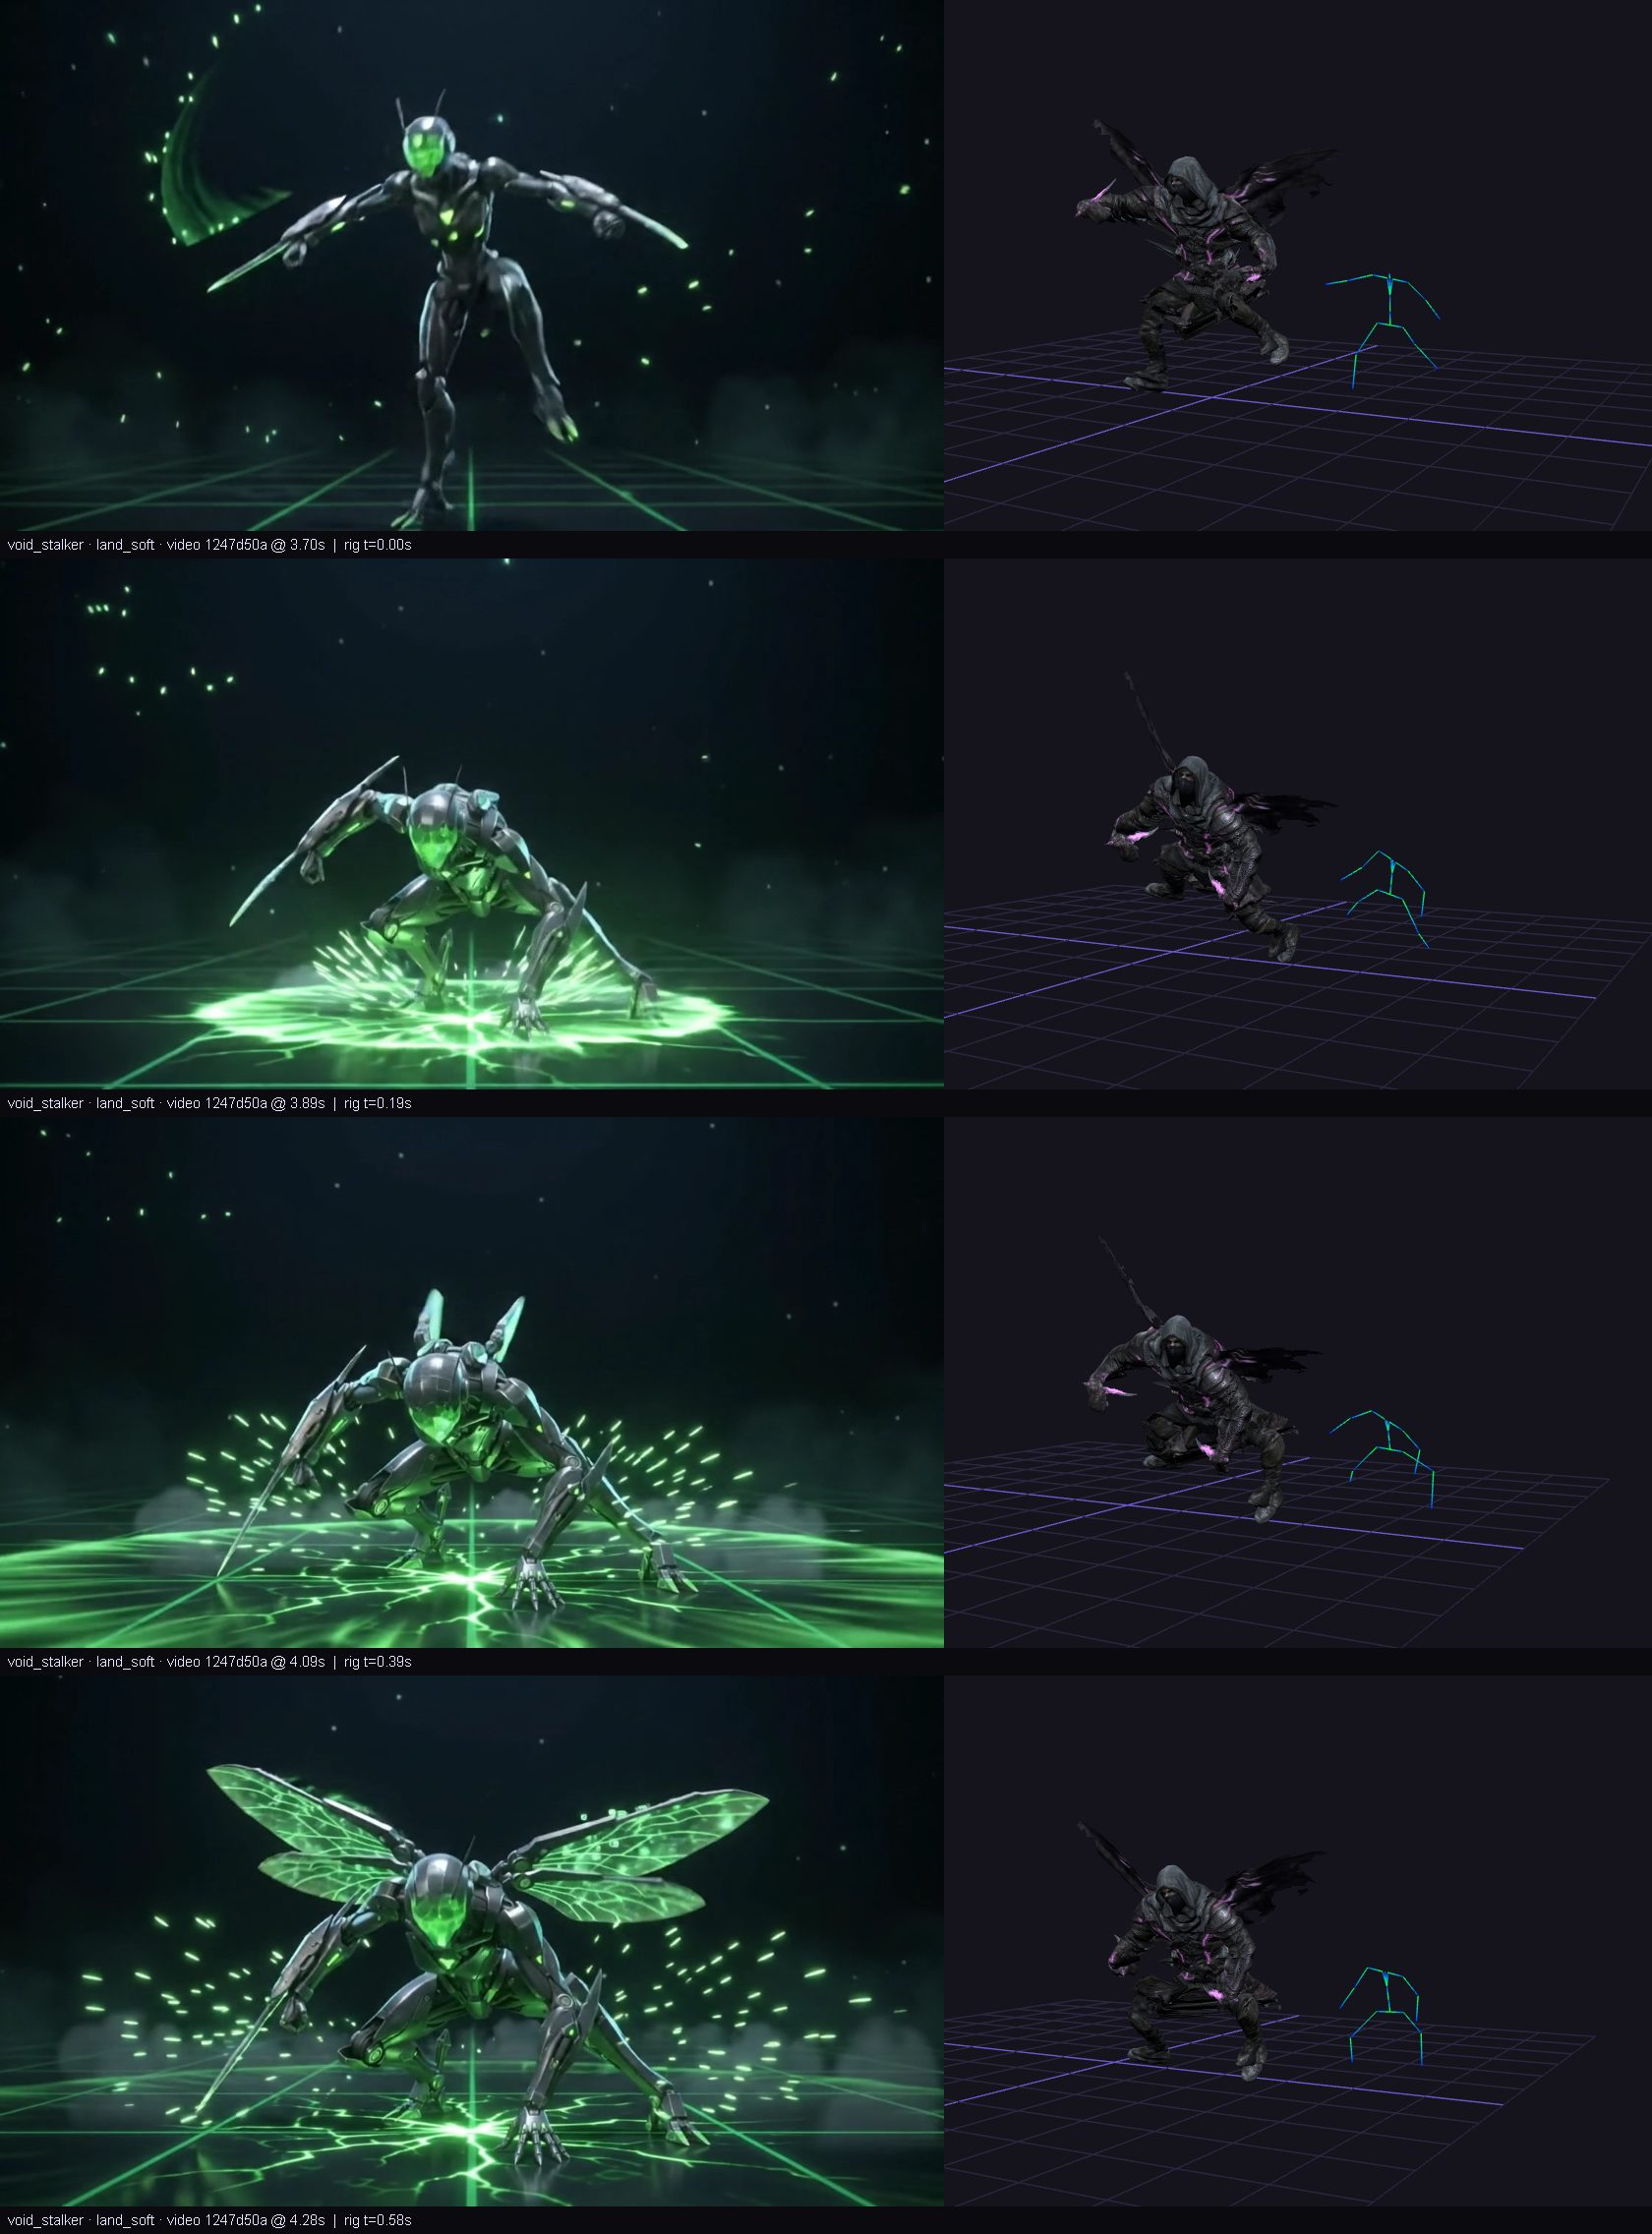 void_stalker · land_soft · video 1247d50a @ 3.70s | rig t=0.00s
void_stalker · land_soft · video 1247d50a @ 3.89s | rig t=0.19s
void_stalker · land_soft · video 1247d50a @ 4.09s | rig t=0.39s
void_stalker · land_soft · video 1247d50a @ 4.28s | rig t=0.58s